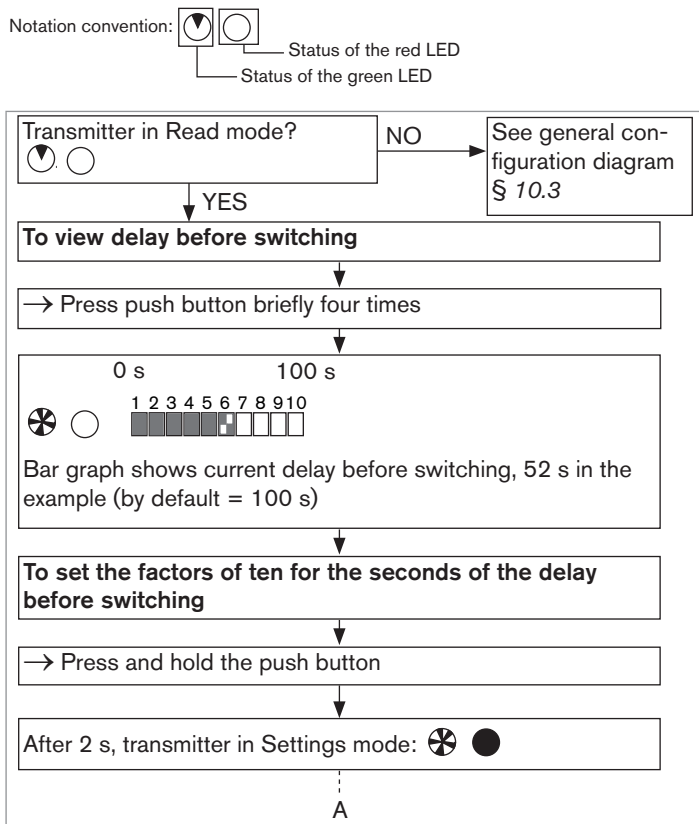 Notation convention:
Status of the red LED
Status of the green LED
Transmitter in Read mode?
NO
See general con-
figuration diagram
§ 10.3
YES
To view delay before switching
→ Press push button briefly four times
0 s 100 s
1 2 3 4 5 6 7 8 9 10
Bar graph shows current delay before switching, 52 s in the
example (by default = 100 s)
To set the factors of ten for the seconds of the delay
before switching
→ Press and hold the push button
After 2 s, transmitter in Settings mode:
A